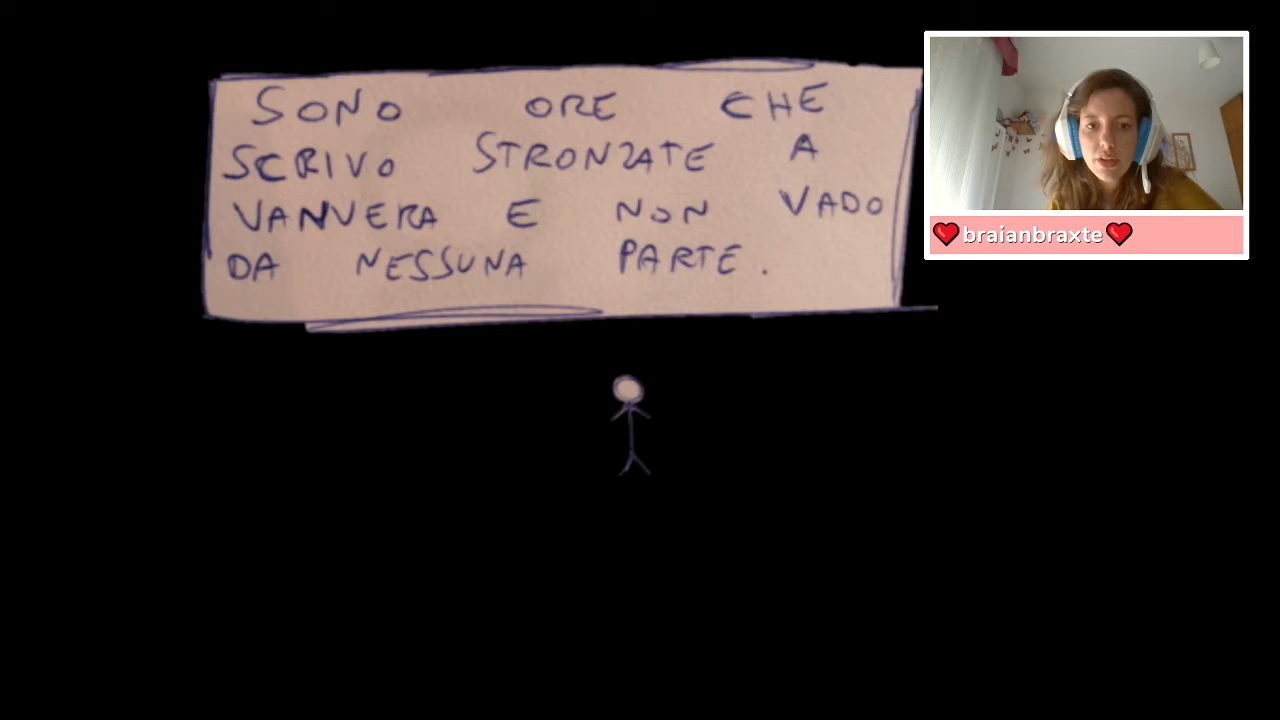 SONO ORE CHE
SCRIVO STRONZATE A
VANVERA E NON VADO
DA NESSUNA PARTE.
❤braianbraxte❤